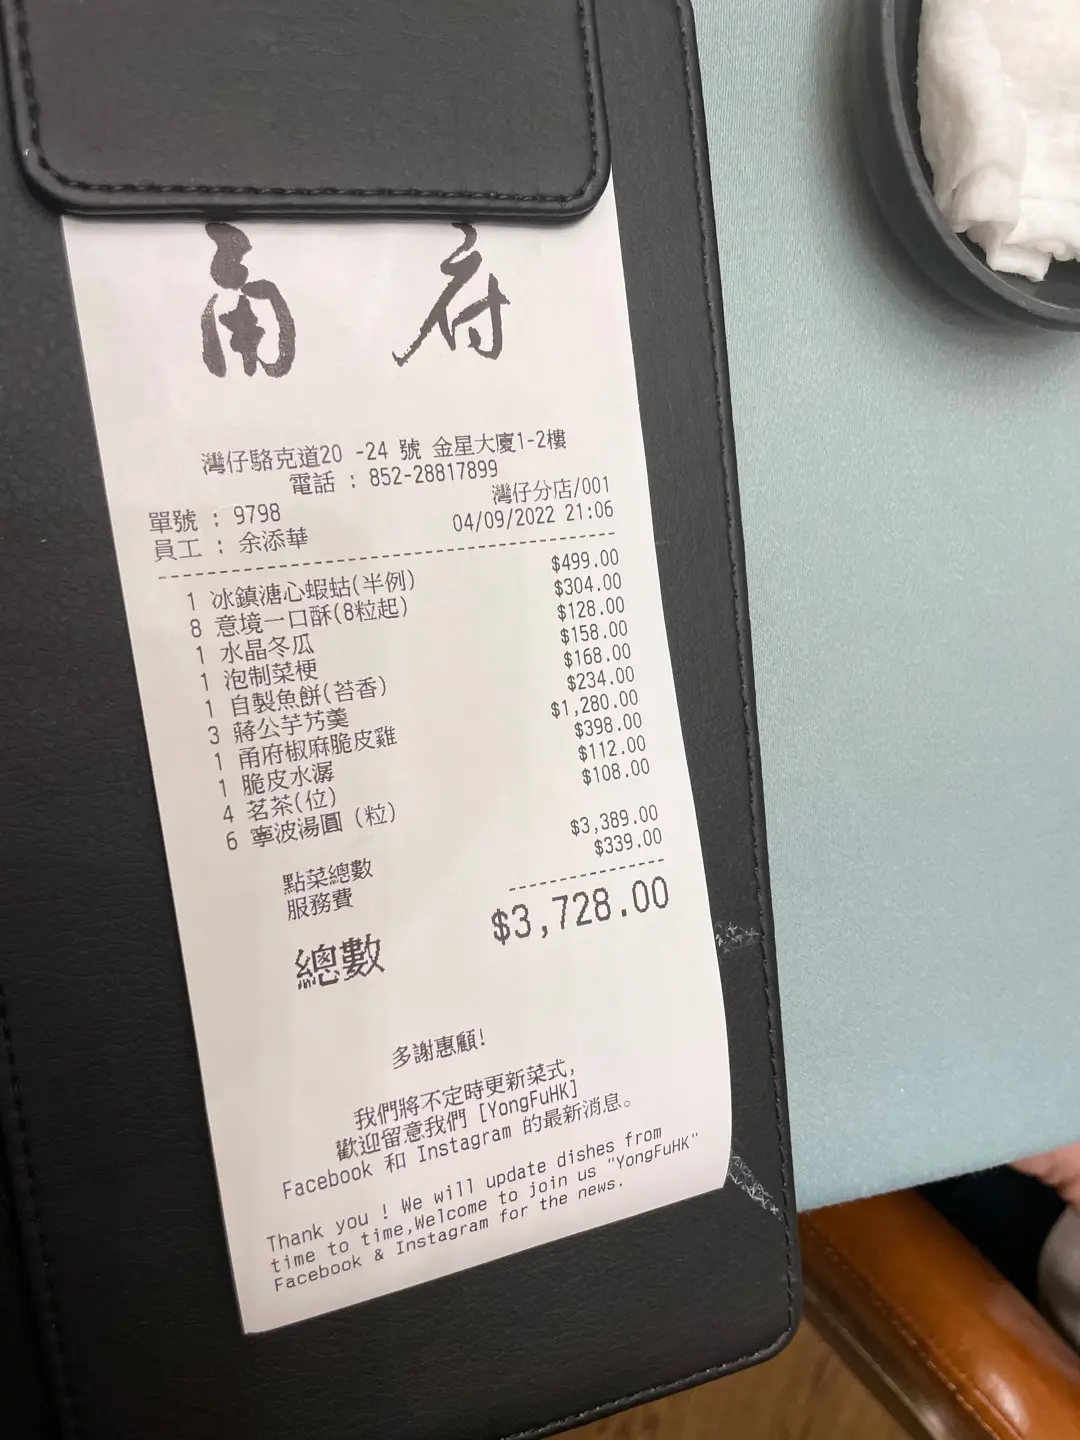 甬府
灣仔駱克道20 -24 號 金星大廈1-2樓
電話 : 852-28817899
灣仔分店/001
單號 : 9798
04/09/2022 21:06
員工 : 余添華
1 冰鎮溏心蝦蛄(半例) $499.00
8 意境一口酥(8粒起) $304.00
1 水晶冬瓜 $128.00
1 泡制菜梗 $158.00
1 自製魚餅(苔香) $168.00
3 蔣公芋艿羹 $234.00
1 甬府椒麻脆皮雞 $1,280.00
1 脆皮水潺 $398.00
4 茗茶(位) $112.00
6 寧波湯圓 (粒) $108.00
點菜總數 $3,389.00
服務費 $339.00
總數 $3,728.00
多謝惠顧!
我們將不定時更新菜式,
歡迎留意我們 [YongFuHK]
Facebook 和 Instagram 的最新消息。
Thank you ! We will update dishes from
time to time,Welcome to join us "YongFuHK"
Facebook & Instagram for the news.